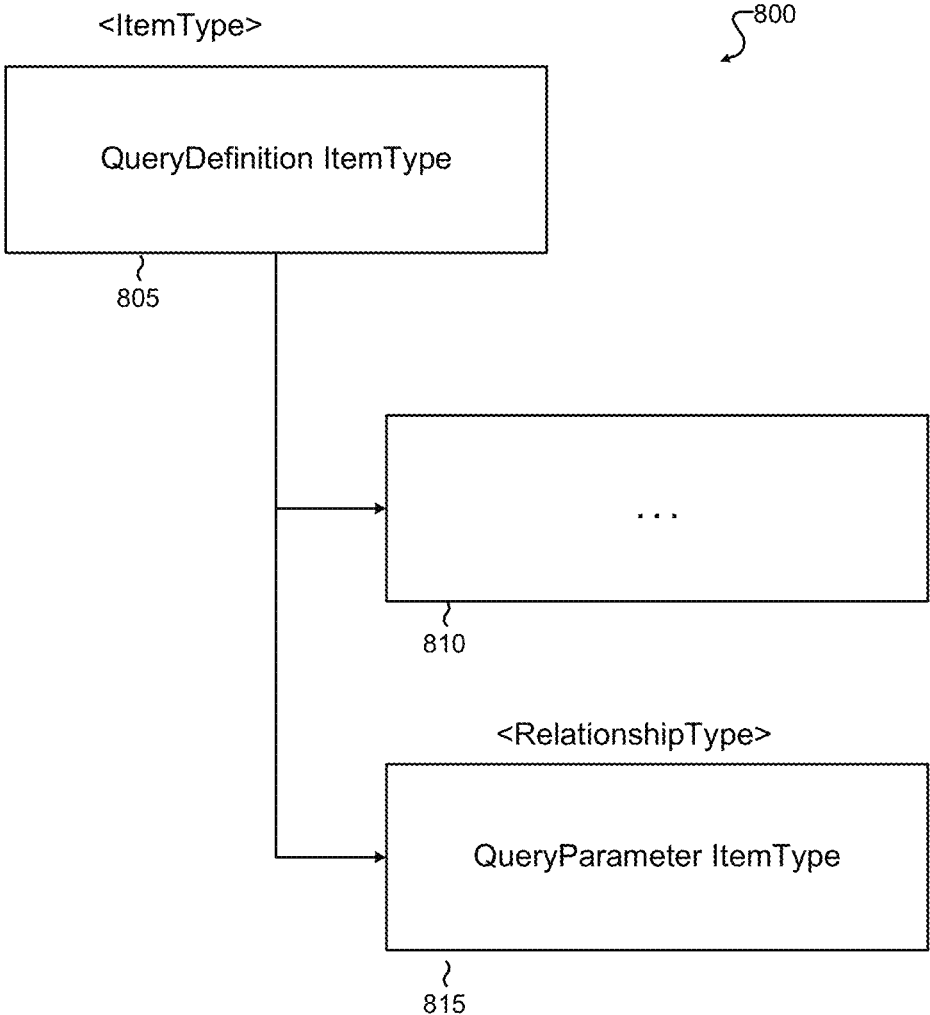 <ItemType>
800
QueryDefinition ItemType
805
...
810
<RelationshipType>
QueryParameter ItemType
815